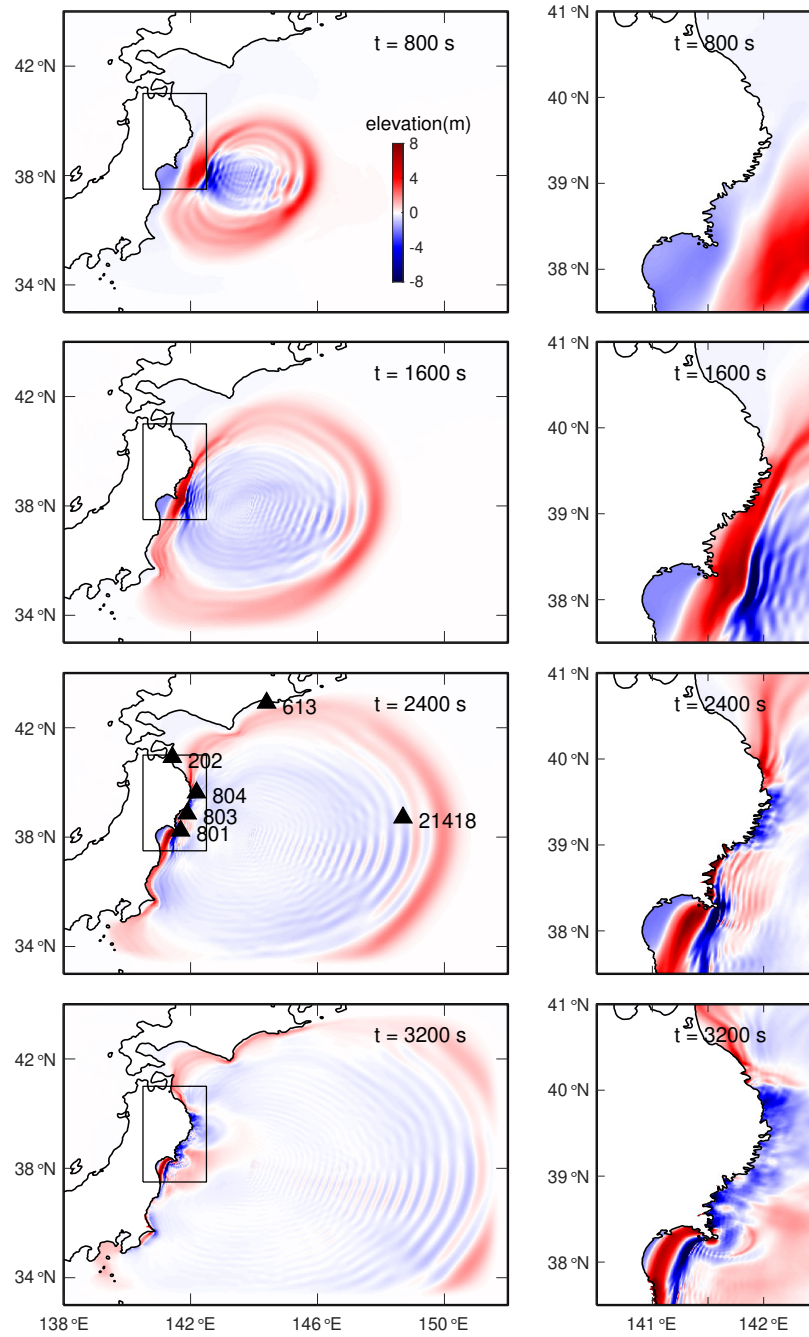 42 °N
38 °N
34 °N
t = 800 s
elevation(m)
8
4
0
-4
-8
41 °N
40 °N
39 °N
38 °N
t = 800 s
42 °N
38 °N
34 °N
t = 1600 s
41 °N
40 °N
39 °N
38 °N
t = 1600 s
42 °N
38 °N
34 °N
t = 2400 s
613
202
804
803
801
21418
41 °N
40 °N
39 °N
38 °N
t = 2400 s
42 °N
38 °N
34 °N
t = 3200 s
138 °E 142 °E 146 °E 150 °E
41 °N
40 °N
39 °N
38 °N
t = 3200 s
141 °E 142 °E